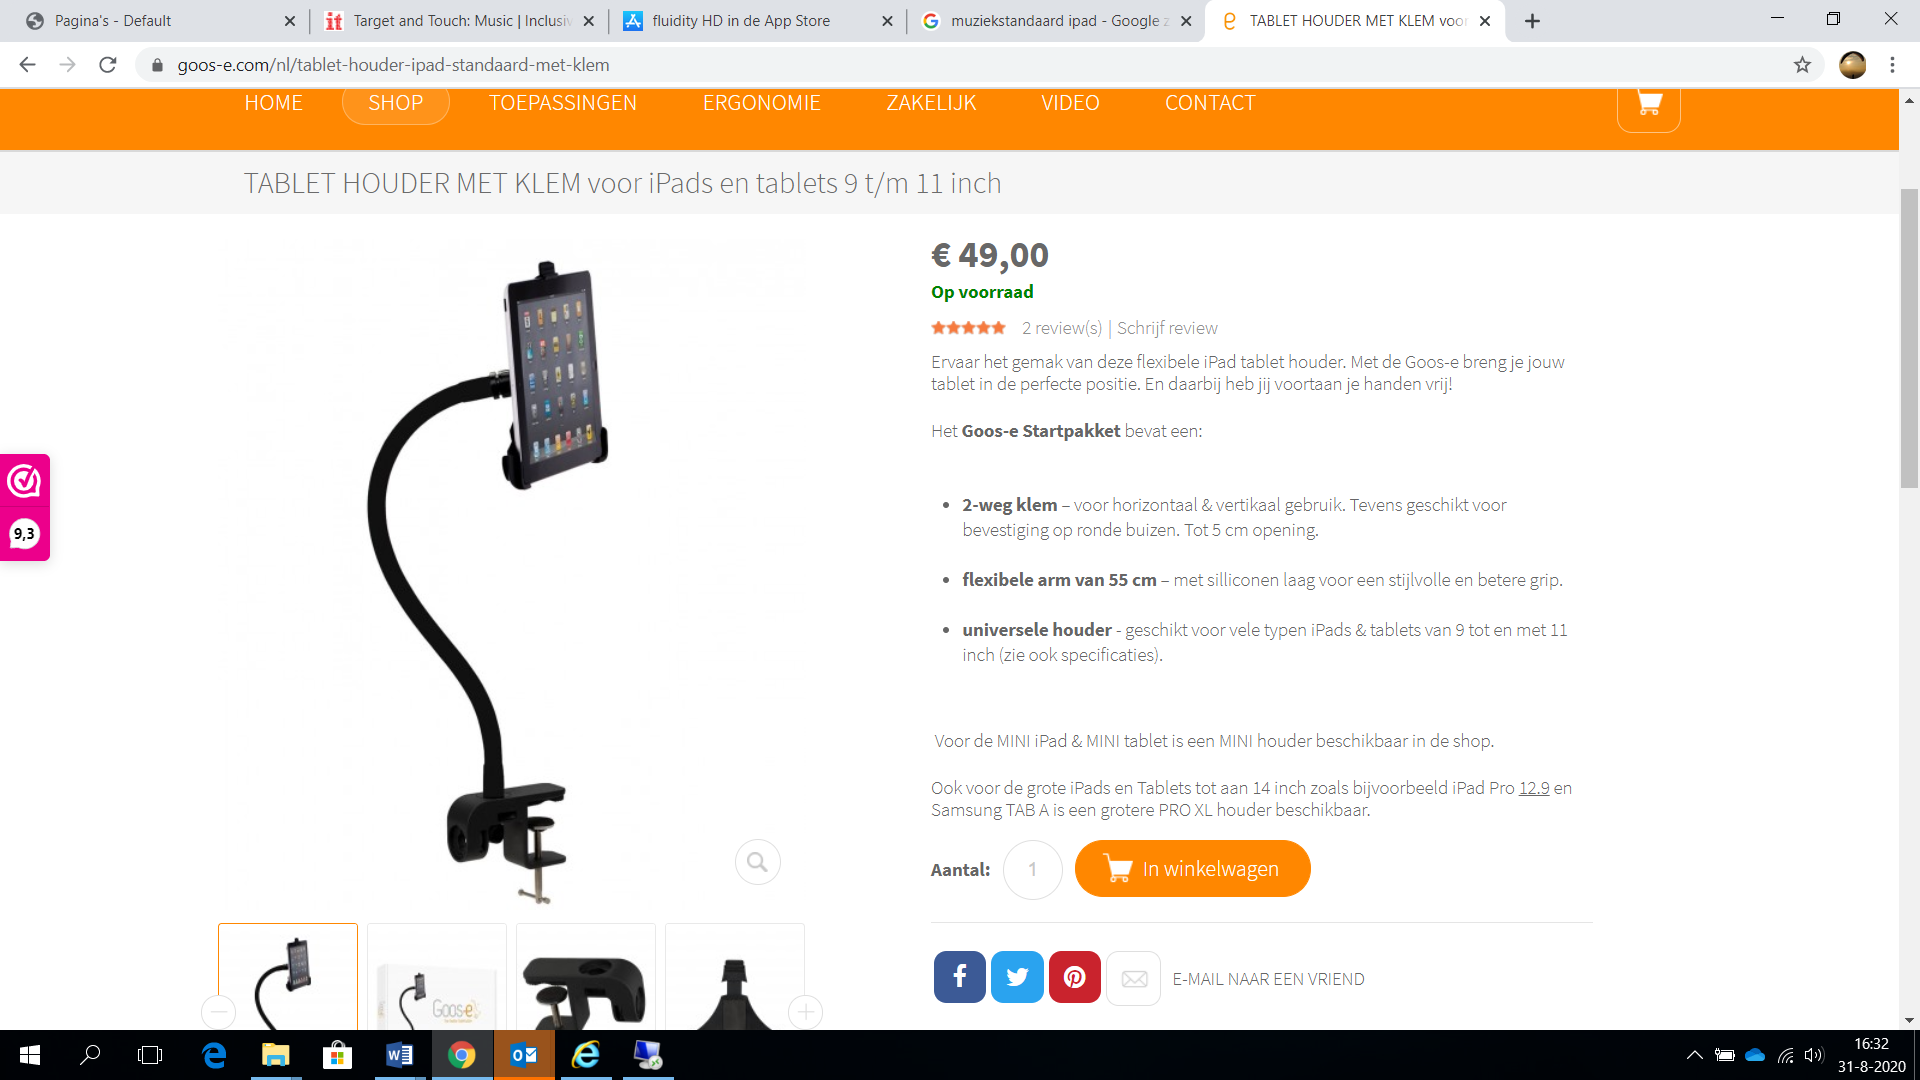 Pagina's - Default
Target and Touch: Music | Inclusiv
fluidity HD in de App Store
muziekstandaard ipad - Google z
TABLET HOUDER MET KLEM voor
goos-e.com/nl/tablet-houder-ipad-standaard-met-klem
HOME SHOP TOEPASSINGEN ERGONOMIE ZAKELIJK VIDEO CONTACT
TABLET HOUDER MET KLEM voor iPads en tablets 9 t/m 11 inch
€ 49,00
Op voorraad
2 review(s) | Schrijf review
Ervaar het gemak van deze flexibele iPad tablet houder. Met de Goos-e breng je jouw
tablet in de perfecte positie. En daarbij heb jij voortaan je handen vrij!
Het Goos-e Startpakket bevat een:
• 2-weg klem – voor horizontaal & vertikaal gebruik. Tevens geschikt voor
bevestiging op ronde buizen. Tot 5 cm opening.
• flexibele arm van 55 cm – met silliconen laag voor een stijlvolle en betere grip.
• universele houder - geschikt voor vele typen iPads & tablets van 9 tot en met 11
inch (zie ook specificaties).
Voor de MINI iPad & MINI tablet is een MINI houder beschikbaar in de shop.
Ook voor de grote iPads en Tablets tot aan 14 inch zoals bijvoorbeeld iPad Pro 12.9 en
Samsung TAB A is een grotere PRO XL houder beschikbaar.
Aantal: 1 In winkelwagen
E-MAIL NAAR EEN VRIEND
9,3
Goos-e
16:32
31-8-2020